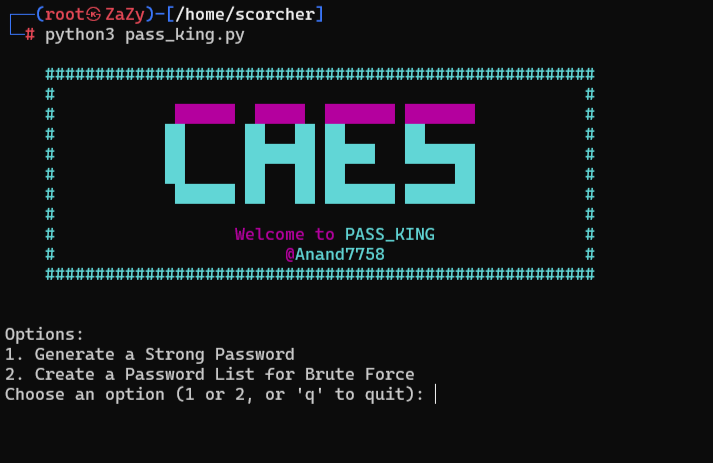 ┌──(root㉿ZaZy)-[/home/scorcher]
└─# python3 pass_king.py
#######################################################
# #
# #
# CAES #
# #
# #
# #
# #
# Welcome to PASS_KING #
# @Anand7758 #
#######################################################
Options:
1. Generate a Strong Password
2. Create a Password List for Brute Force
Choose an option (1 or 2, or 'q' to quit):